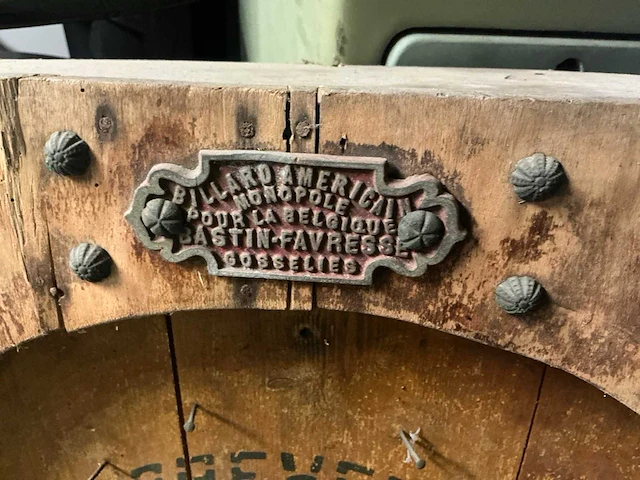 BILLARD AMERICAIN
MONOPOLE
POUR LA BELGIQUE
BASTIN-FAVRESSE
GOSSELIES